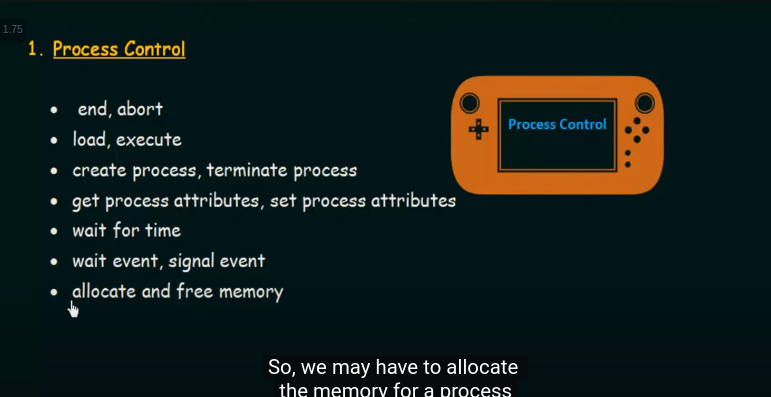 1.75
1. Process Control
• end, abort
• load, execute
• create process, terminate process
• get process attributes, set process attributes
• wait for time
• wait event, signal event
• allocate and free memory
Process Control
So, we may have to allocate
the memory for a process